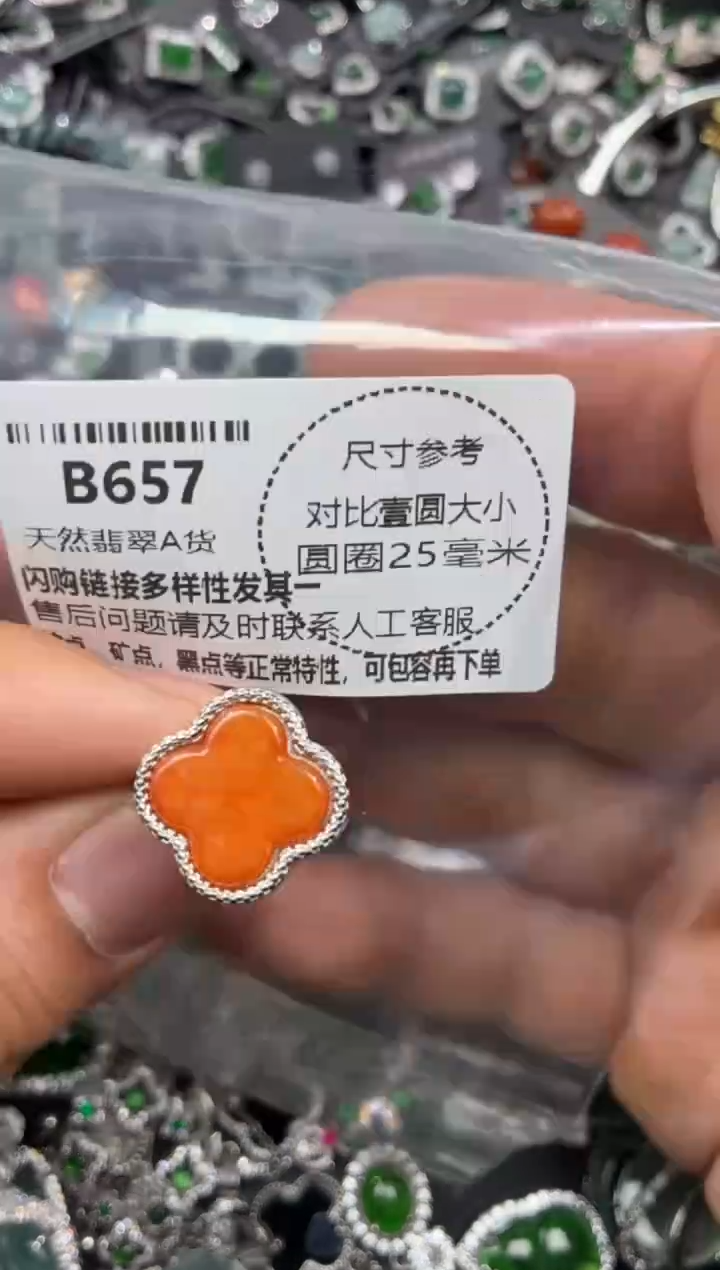 B657
天然翡翠A货
闪购链接多样性发其一
售后问题请及时联系人工客服
点，矿点，黑点等正常特性，可包容再下单
尺寸参考
对比壹圆大小
圆圈25毫米